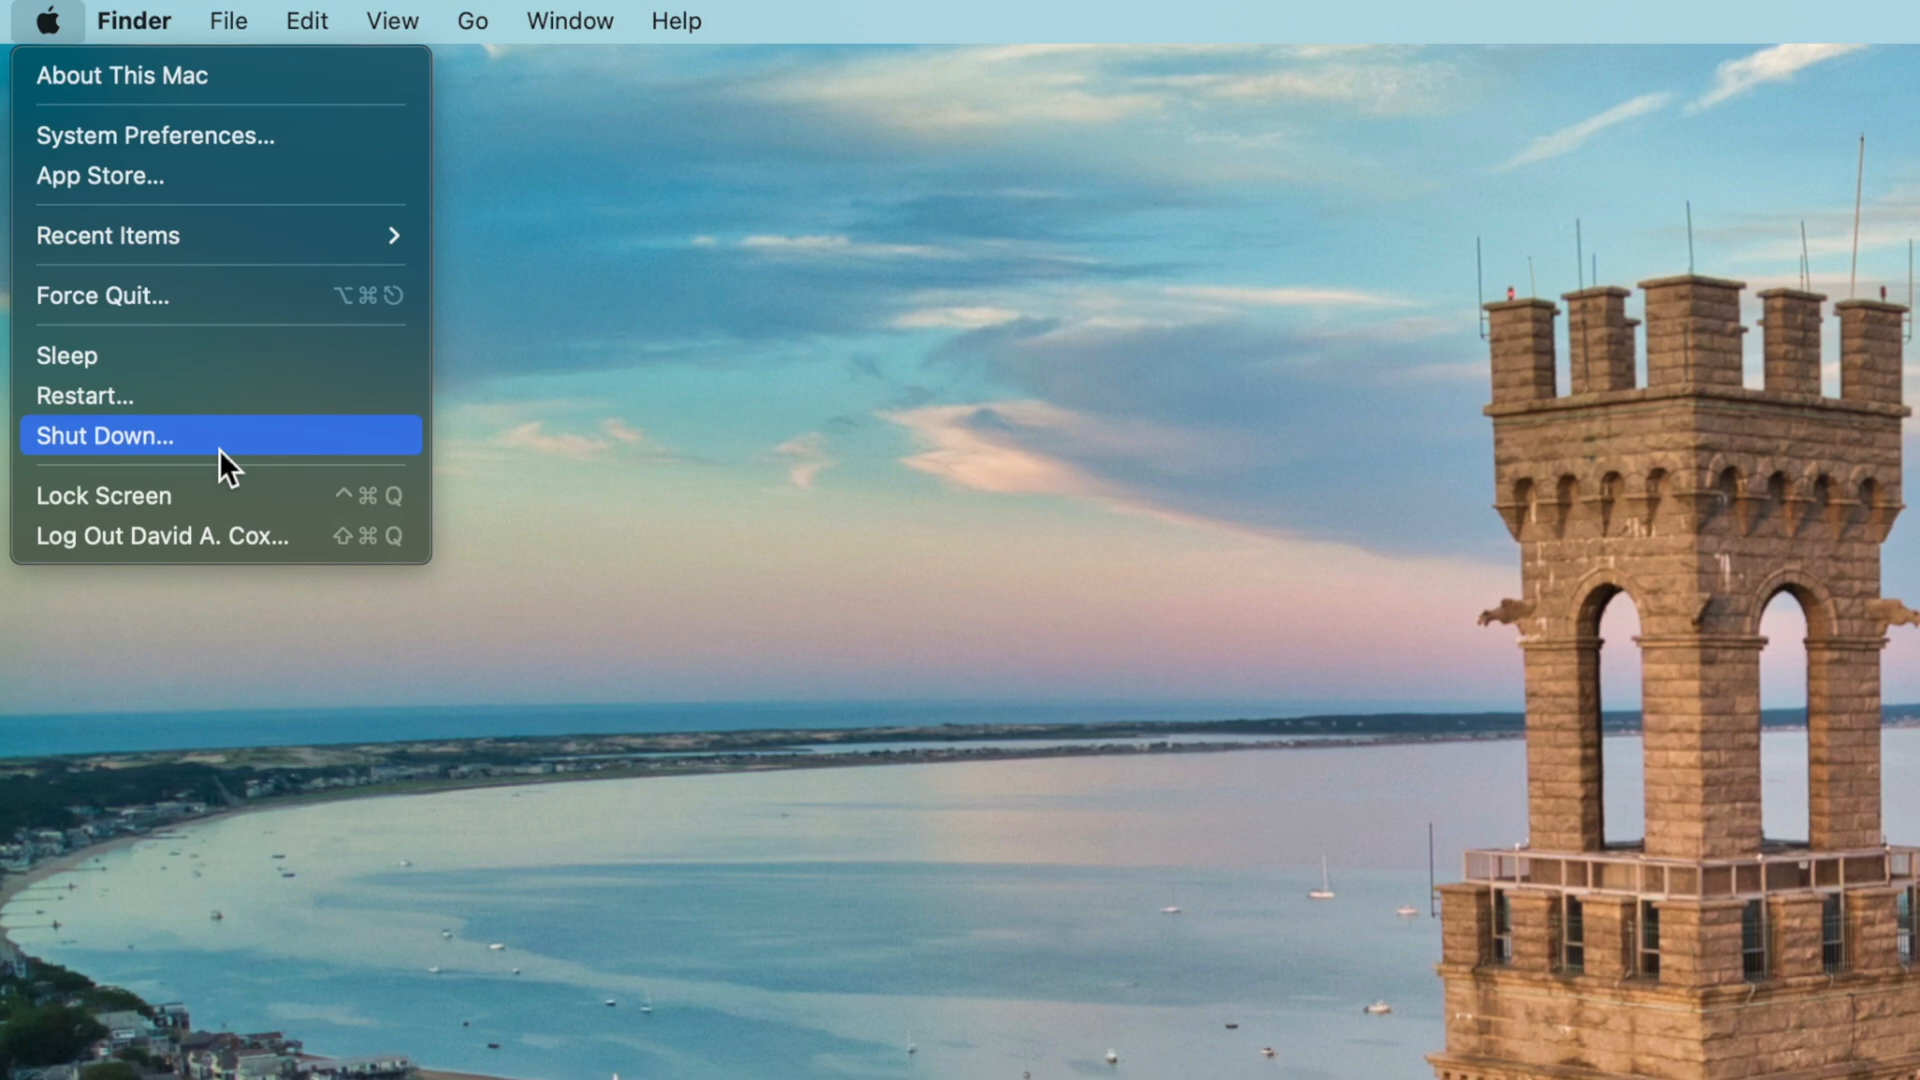 Finder File Edit View Go Window Help
About This Mac
System Preferences...
App Store...
Recent Items
Force Quit... ⌥⌘⎋
Sleep
Restart...
Shut Down...
Lock Screen ^⌘Q
Log Out David A. Cox... ⇧⌘Q